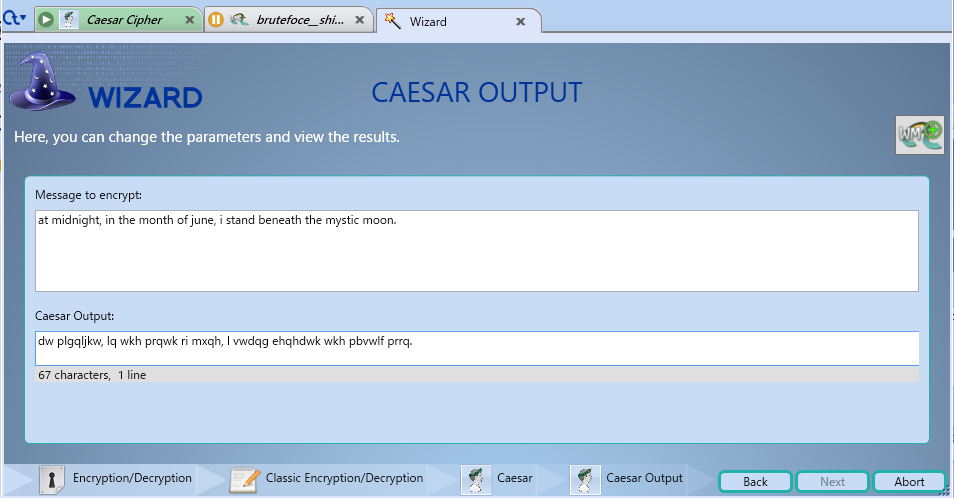 Caesar Cipher
brutefoce__shi...
Wizard
WIZARD
CAESAR OUTPUT
Here, you can change the parameters and view the results.
WM
Message to encrypt:
at midnight, in the month of june, i stand beneath the mystic moon.
Caesar Output:
dw plgqljkw, lq wkh prqwk ri mxqh, l vwdqg ehqhdwk wkh pbvwlf prrq.
67 characters,  1 line
Encryption/Decryption
Classic Encryption/Decryption
Caesar
Caesar Output
Back
Next
Abort